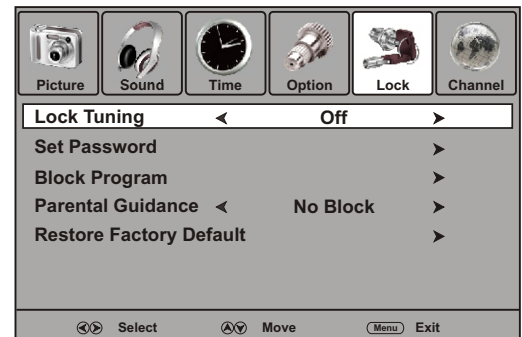 Picture Sound Time Option Lock Channel
Lock Tuning Off
Set Password
Block Program
Parental Guidance No Block
Restore Factory Default
Select Move Menu Exit